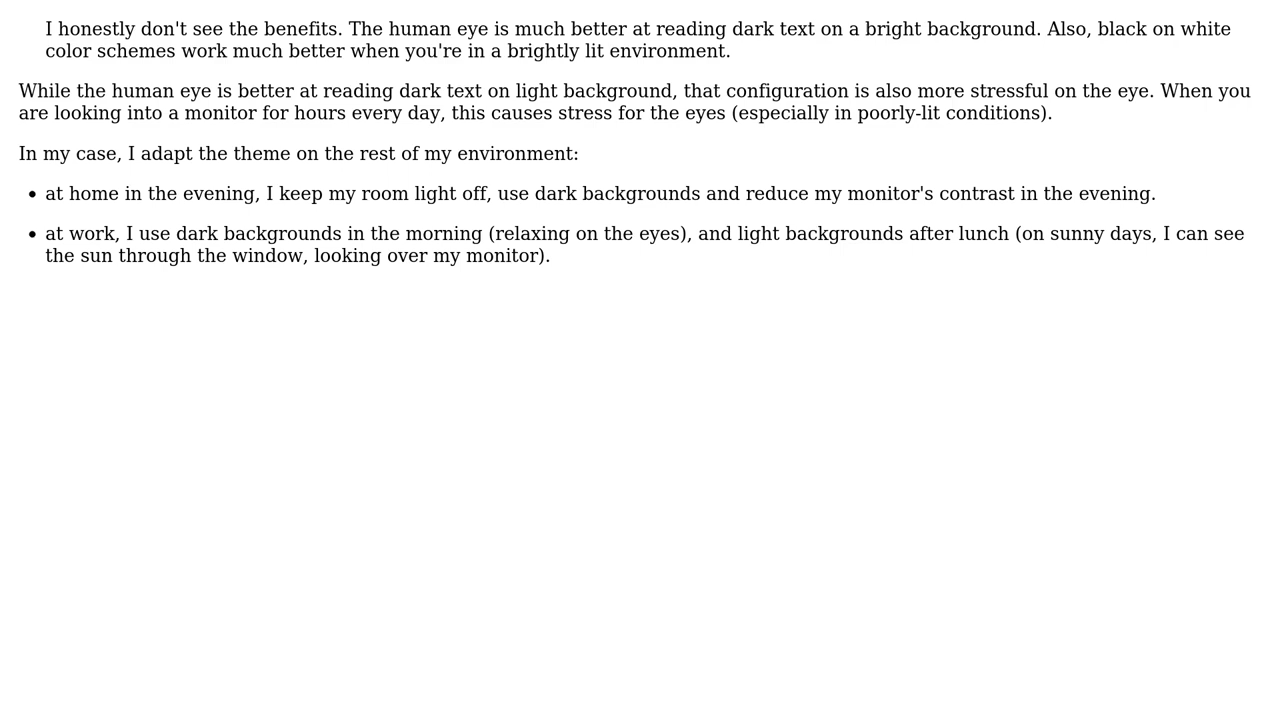 I honestly don't see the benefits. The human eye is much better at reading dark text on a bright background. Also, black on white
color schemes work much better when you're in a brightly lit environment.
While the human eye is better at reading dark text on light background, that configuration is also more stressful on the eye. When you
are looking into a monitor for hours every day, this causes stress for the eyes (especially in poorly-lit conditions).
In my case, I adapt the theme on the rest of my environment:
• at home in the evening, I keep my room light off, use dark backgrounds and reduce my monitor's contrast in the evening.
• at work, I use dark backgrounds in the morning (relaxing on the eyes), and light backgrounds after lunch (on sunny days, I can see
the sun through the window, looking over my monitor).